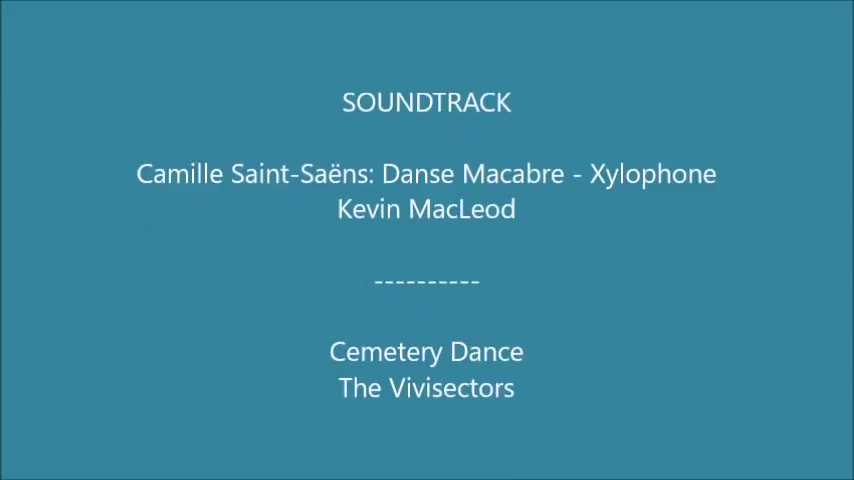 SOUNDTRACK
Camille Saint-Saëns: Danse Macabre - Xylophone
Kevin MacLeod
----------
Cemetery Dance
The Vivisectors